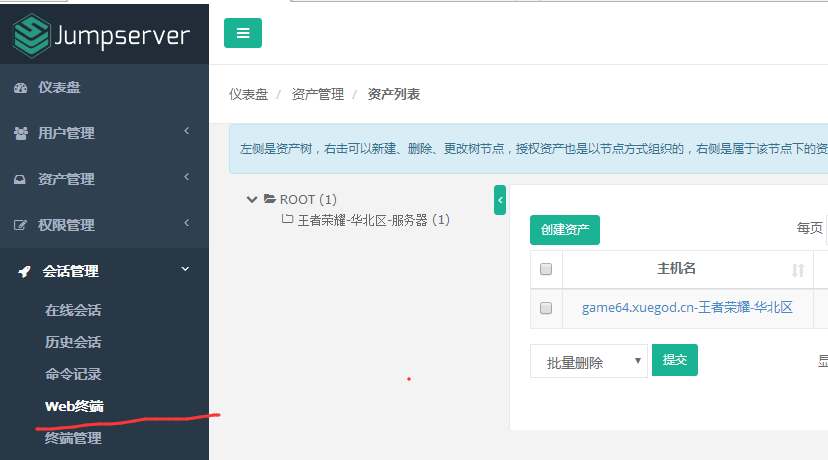 Jumpserver
仪表盘
用户管理
资产管理
权限管理
会话管理
在线会话
历史会话
命令记录
Web终端
终端管理
仪表盘 / 资产管理 / 资产列表
左侧是资产树，右击可以新建、删除、更改树节点，授权资产也是以节点方式组织的，右侧是属于该节点下的资
ROOT (1)
王者荣耀-华北区-服务器 (1)
创建资产 每页
主机名
game64.xuegod.cn-王者荣耀-华北区
批量删除 提交